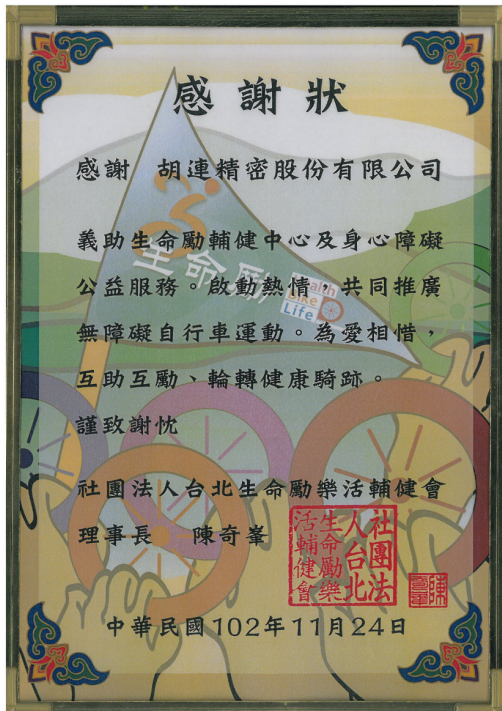 感謝狀
感謝 胡連精密股份有限公司
義助生命勵輔健中心及身心障礙
公益服務。啟動熱情，共同推廣
無障礙自行車運動。為愛相惜，
互助互勵、輪轉健康騎跡。
謹致謝忱
社團法人台北生命勵樂活輔健會
理事長 陳奇峯
中華民國102年11月24日
生命勵
Health
Bike
Life
社團法
人台北
生命勵樂
活輔健會